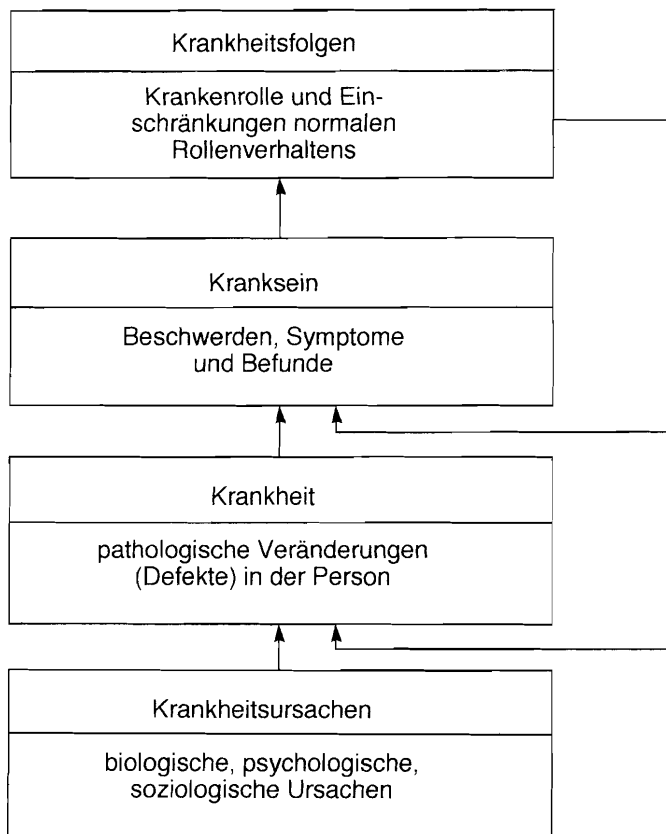 Krankheitsfolgen
Krankenrolle und Ein-
schränkungen normalen
Rollenverhaltens
Kranksein
Beschwerden, Symptome
und Befunde
Krankheit
pathologische Veränderungen
(Defekte) in der Person
Krankheitsursachen
biologische, psychologische,
soziologische Ursachen